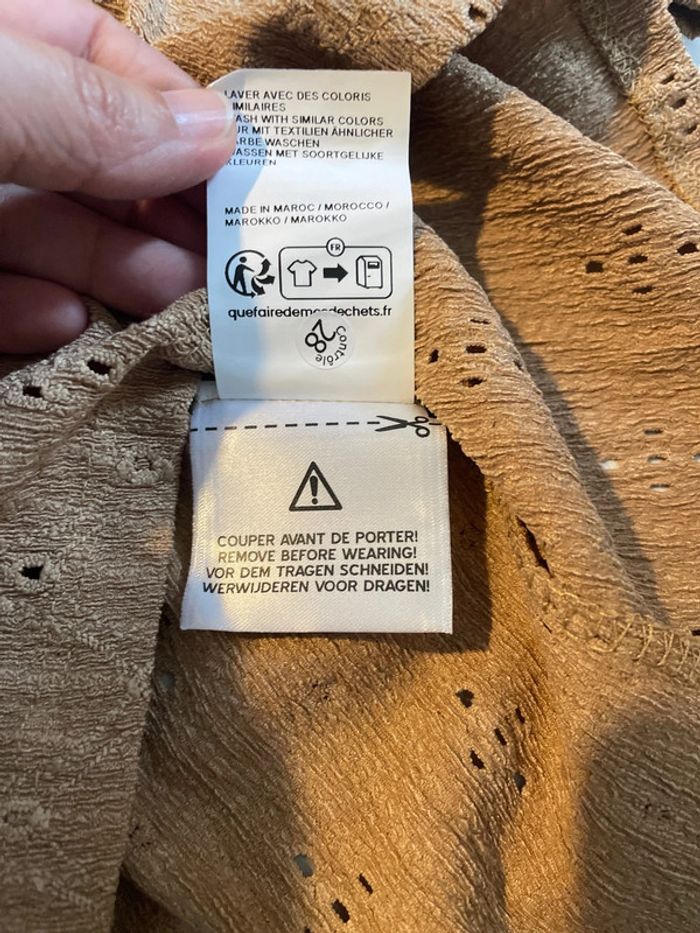 LAVER AVEC DES COLORIS
SIMILAIRES
WASH WITH SIMILAR COLORS
NUR MIT TEXTILIEN ÄHNLICHER
FARBE WASCHEN
WASSEN MET SOORTGELIJKE
KLEUREN
MADE IN MAROC / MOROCCO /
MAROKKO / MAROKKO
FR
quefairedemesdechets.fr
28
Contrôle
COUPER AVANT DE PORTER!
REMOVE BEFORE WEARING!
VOR DEM TRAGEN SCHNEIDEN!
WERWIJDEREN VOOR DRAGEN!